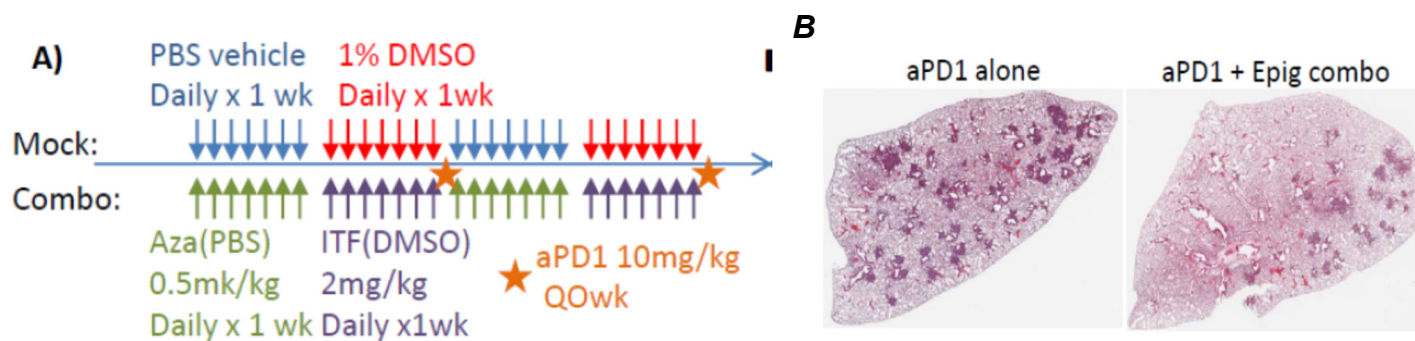 A)
PBS vehicle 1% DMSO
Daily x 1 wk Daily x 1wk
Mock:
Combo:
Aza(PBS) ITF(DMSO)
0.5mk/kg 2mg/kg
Daily x 1 wk Daily x1wk
aPD1 10mg/kg
QOwk
B
aPD1 alone aPD1 + Epig combo